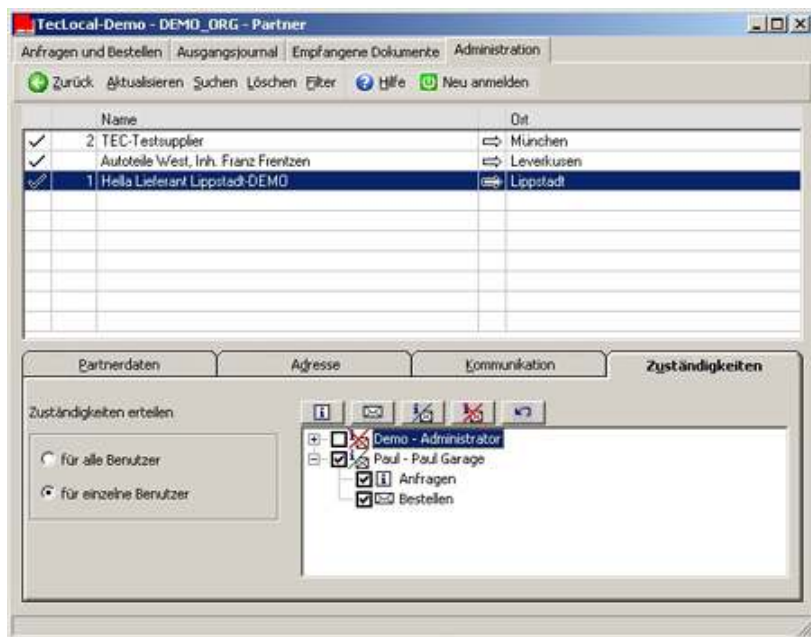 TecLocal-Demo - DEMO_ORG - Partner
Anfragen und Bestellen Ausgangsjournal Empfangene Dokumente Administration
Zurück Aktualisieren Suchen Löschen Filter Hilfe Neu anmelden
Name Ort
2 TEC-Testsupplier München
Autoteile West, Inh. Franz Frentzen Leverkusen
1 Hella Lieferant Lippstadt-DEMO Lippstadt
Partnerdaten Adresse Kommunikation Zuständigkeiten
Zuständigkeiten erteilen
Demo - Administrator
für alle Benutzer
Paul - Paul Garage
Anfragen
für einzelne Benutzer
Bestellen